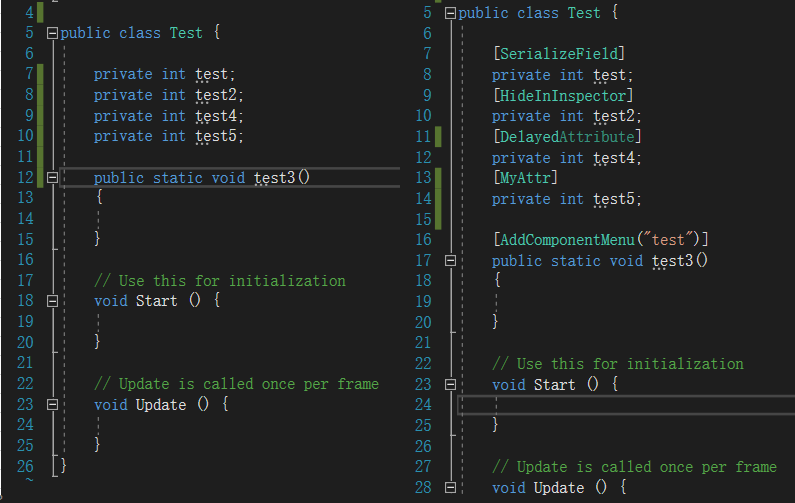 4
5 public class Test {
6
7 private int test;
8 private int test2;
9 private int test4;
10 private int test5;
11
12 public static void test3()
13 {
14
15 }
16
17 // Use this for initialization
18 void Start () {
19
20 }
21
22 // Update is called once per frame
23 void Update () {
24
25 }
26 }
~
5 public class Test {
6
7 [SerializeField]
8 private int test;
9 [HideInInspector]
10 private int test2;
11 [DelayedAttribute]
12 private int test4;
13 [MyAttr]
14 private int test5;
15
16 [AddComponentMenu("test")]
17 public static void test3()
18 {
19
20 }
21
22 // Use this for initialization
23 void Start () {
24
25 }
26
27 // Update is called once per frame
28 void Update () {